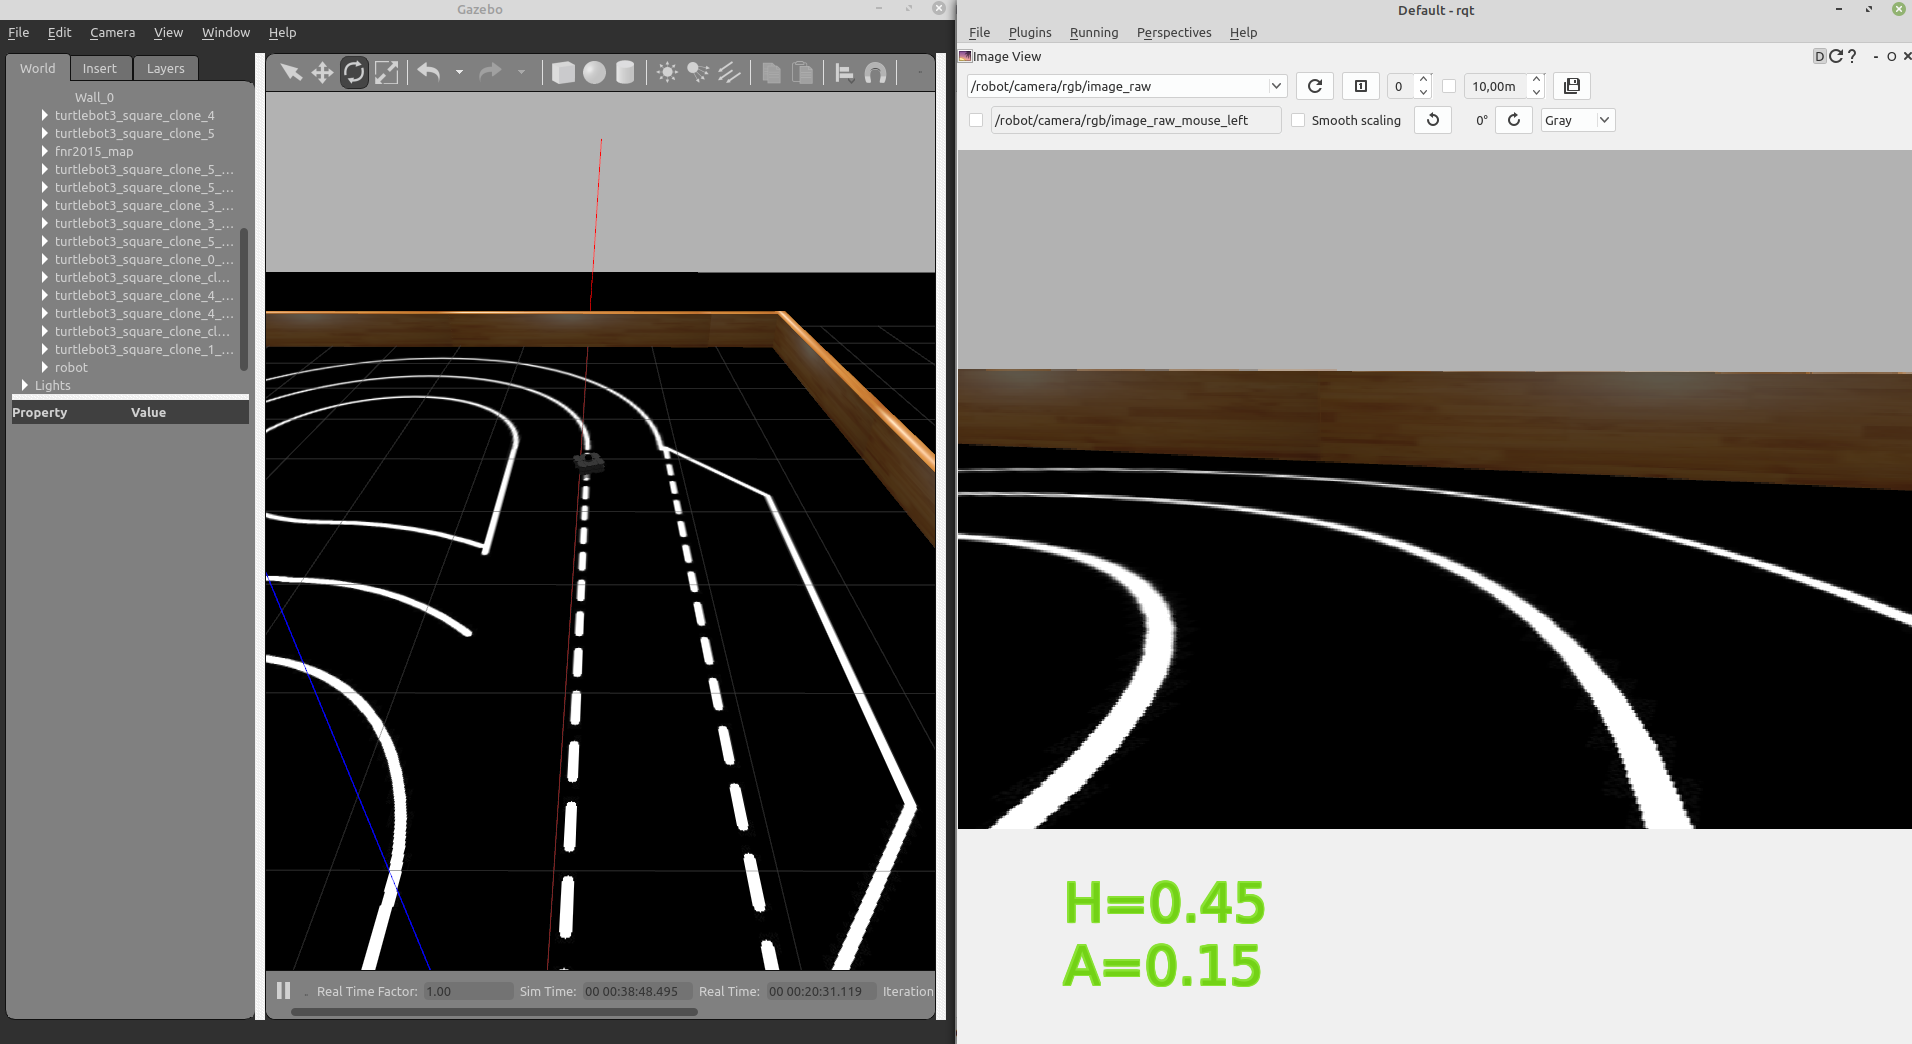 Gazebo
File Edit Camera View Window Help
World Insert Layers
Wall_0
turtlebot3_square_clone_4
turtlebot3_square_clone_5
fnr2015_map
turtlebot3_square_clone_5_...
turtlebot3_square_clone_5_...
turtlebot3_square_clone_3_...
turtlebot3_square_clone_3_...
turtlebot3_square_clone_5_...
turtlebot3_square_clone_0_...
turtlebot3_square_clone_cl...
turtlebot3_square_clone_4_...
turtlebot3_square_clone_4_...
turtlebot3_square_clone_cl...
turtlebot3_square_clone_1_...
robot
Lights
Property Value
Real Time Factor: 1.00 Sim Time: 00 00:38:48.495 Real Time: 00 00:20:31.119 Iteration
Default - rqt
File Plugins Running Perspectives Help
Image View D ? - O
/robot/camera/rgb/image_raw 1 0 10,00m
/robot/camera/rgb/image_raw_mouse_left Smooth scaling 0° Gray
H=0.45
A=0.15